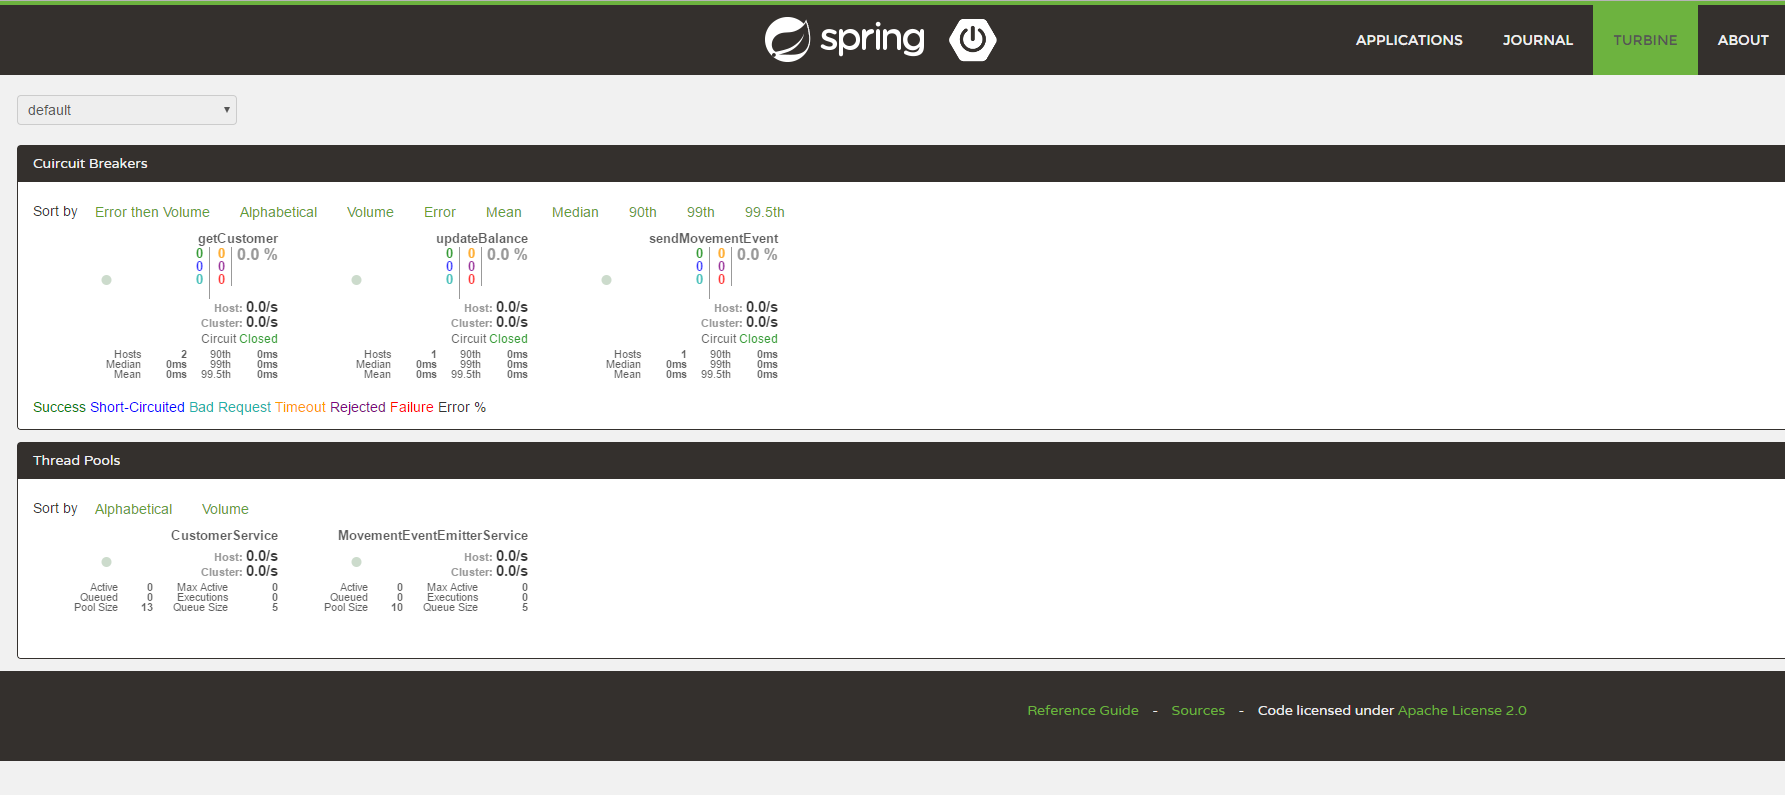 spring
APPLICATIONS JOURNAL TURBINE ABOUT
default
Cuircuit Breakers
Sort by Error then Volume Alphabetical Volume Error Mean Median 90th 99th 99.5th
getCustomer
0 0 0.0 %
0 0
0 0
Host: 0.0/s
Cluster: 0.0/s
Circuit Closed
Hosts 2 90th 0ms
Median 0ms 99th 0ms
Mean 0ms 99.5th 0ms
updateBalance
0 0 0.0 %
0 0
0 0
Host: 0.0/s
Cluster: 0.0/s
Circuit Closed
Hosts 1 90th 0ms
Median 0ms 99th 0ms
Mean 0ms 99.5th 0ms
sendMovementEvent
0 0 0.0 %
0 0
0 0
Host: 0.0/s
Cluster: 0.0/s
Circuit Closed
Hosts 1 90th 0ms
Median 0ms 99th 0ms
Mean 0ms 99.5th 0ms
Success Short-Circuited Bad Request Timeout Rejected Failure Error %
Thread Pools
Sort by Alphabetical Volume
CustomerService
Host: 0.0/s
Cluster: 0.0/s
Active 0 Max Active 0
Queued 0 Executions 0
Pool Size 13 Queue Size 5
MovementEventEmitterService
Host: 0.0/s
Cluster: 0.0/s
Active 0 Max Active 0
Queued 0 Executions 0
Pool Size 10 Queue Size 5
Reference Guide - Sources - Code licensed under Apache License 2.0